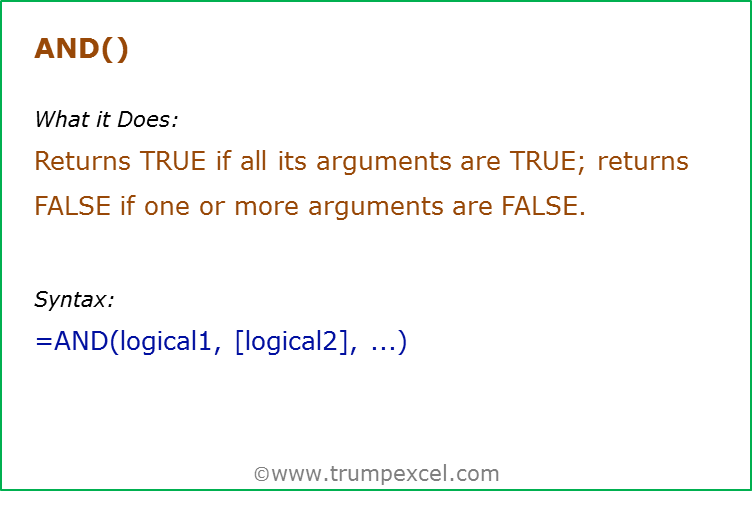 AND()
What it Does:
Returns TRUE if all its arguments are TRUE; returns
FALSE if one or more arguments are FALSE.
Syntax:
=AND(logical1, [logical2], ...)
©www.trumpexcel.com